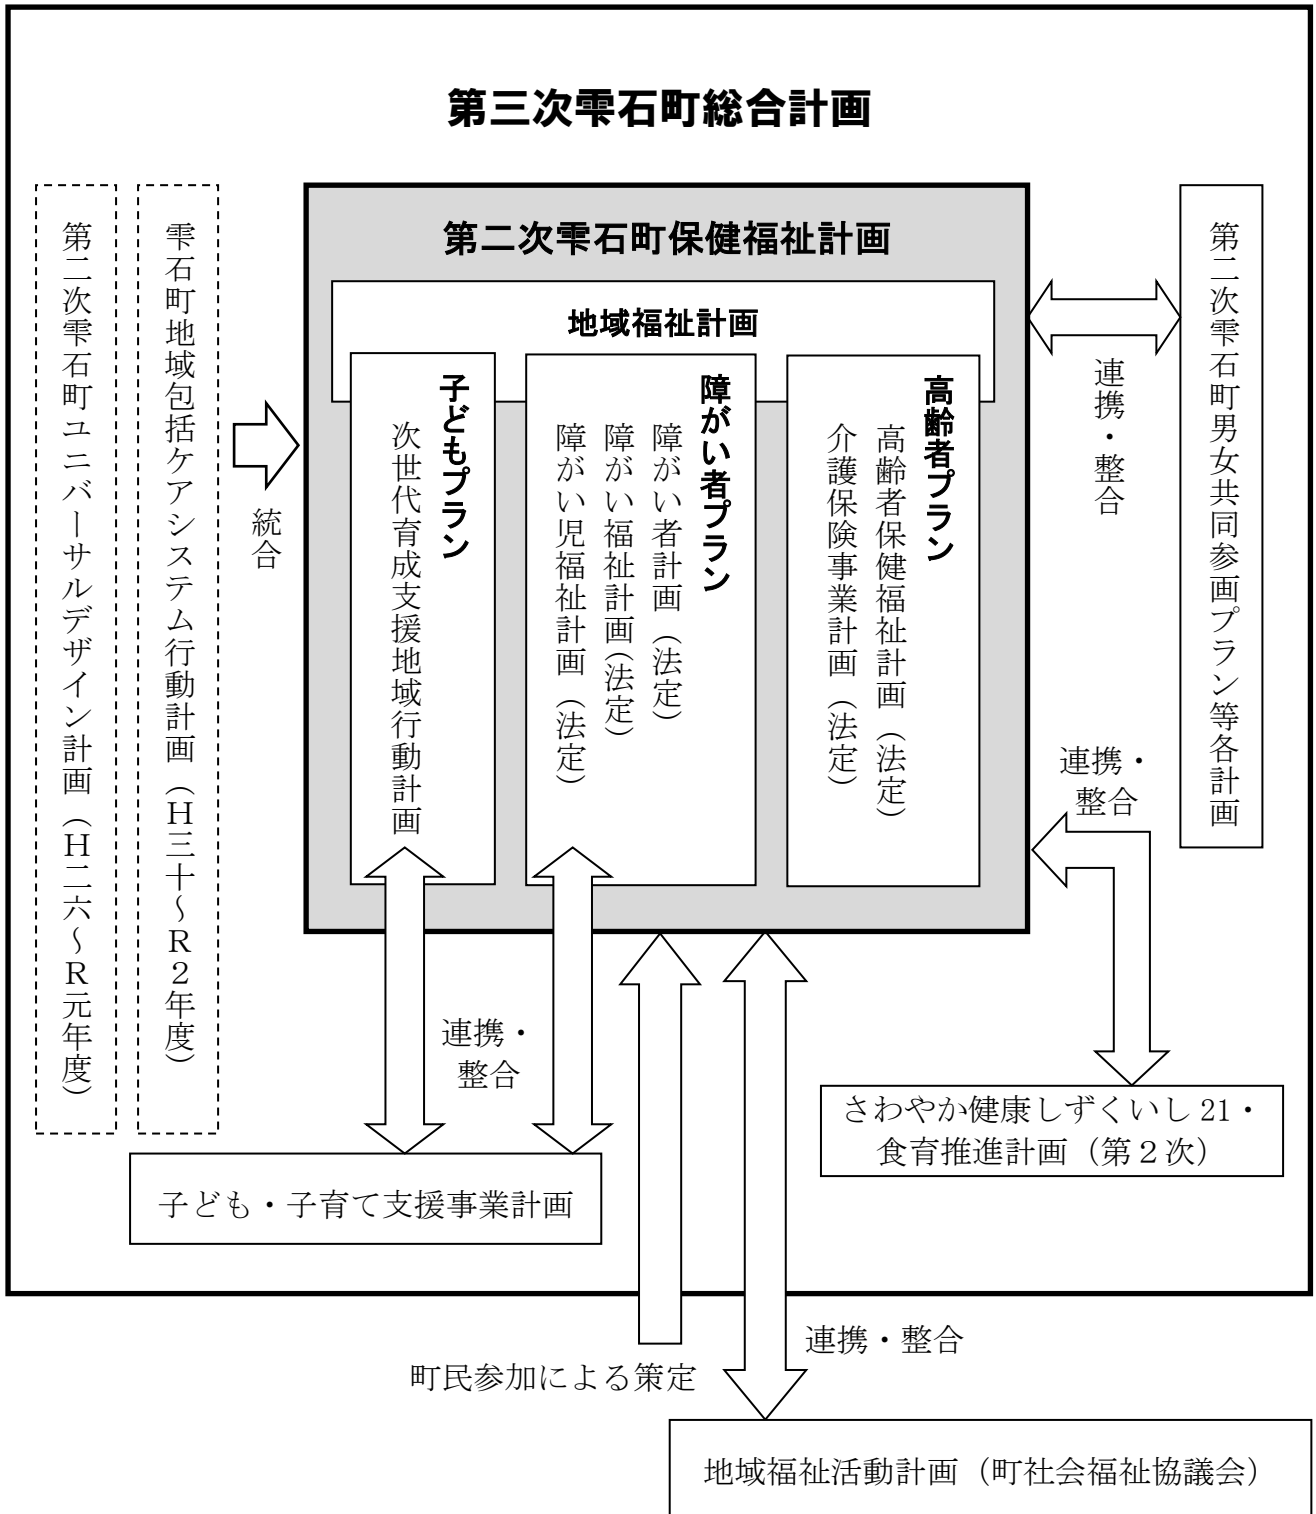 第三次雫石町総合計画
第二次雫石町保健福祉計画
地域福祉計画
高齢者プラン
高齢者保健福祉計画（法定）
介護保険事業計画（法定）
障がい者プラン
障がい者計画（法定）
障がい福祉計画（法定）
障がい児福祉計画（法定）
子どもプラン
次世代育成支援地域行動計画
統合
雫石町地域包括ケアシステム行動計画（Ｈ三十～Ｒ２年度）
第二次雫石町ユニバーサルデザイン計画（Ｈ二六～Ｒ元年度）
第二次雫石町男女共同参画プラン等各計画
連携・整合
連携・
整合
さわやか健康しずくいし 21・
食育推進計画（第２次）
連携・
整合
子ども・子育て支援事業計画
町民参加による策定
連携・整合
地域福祉活動計画（町社会福祉協議会）